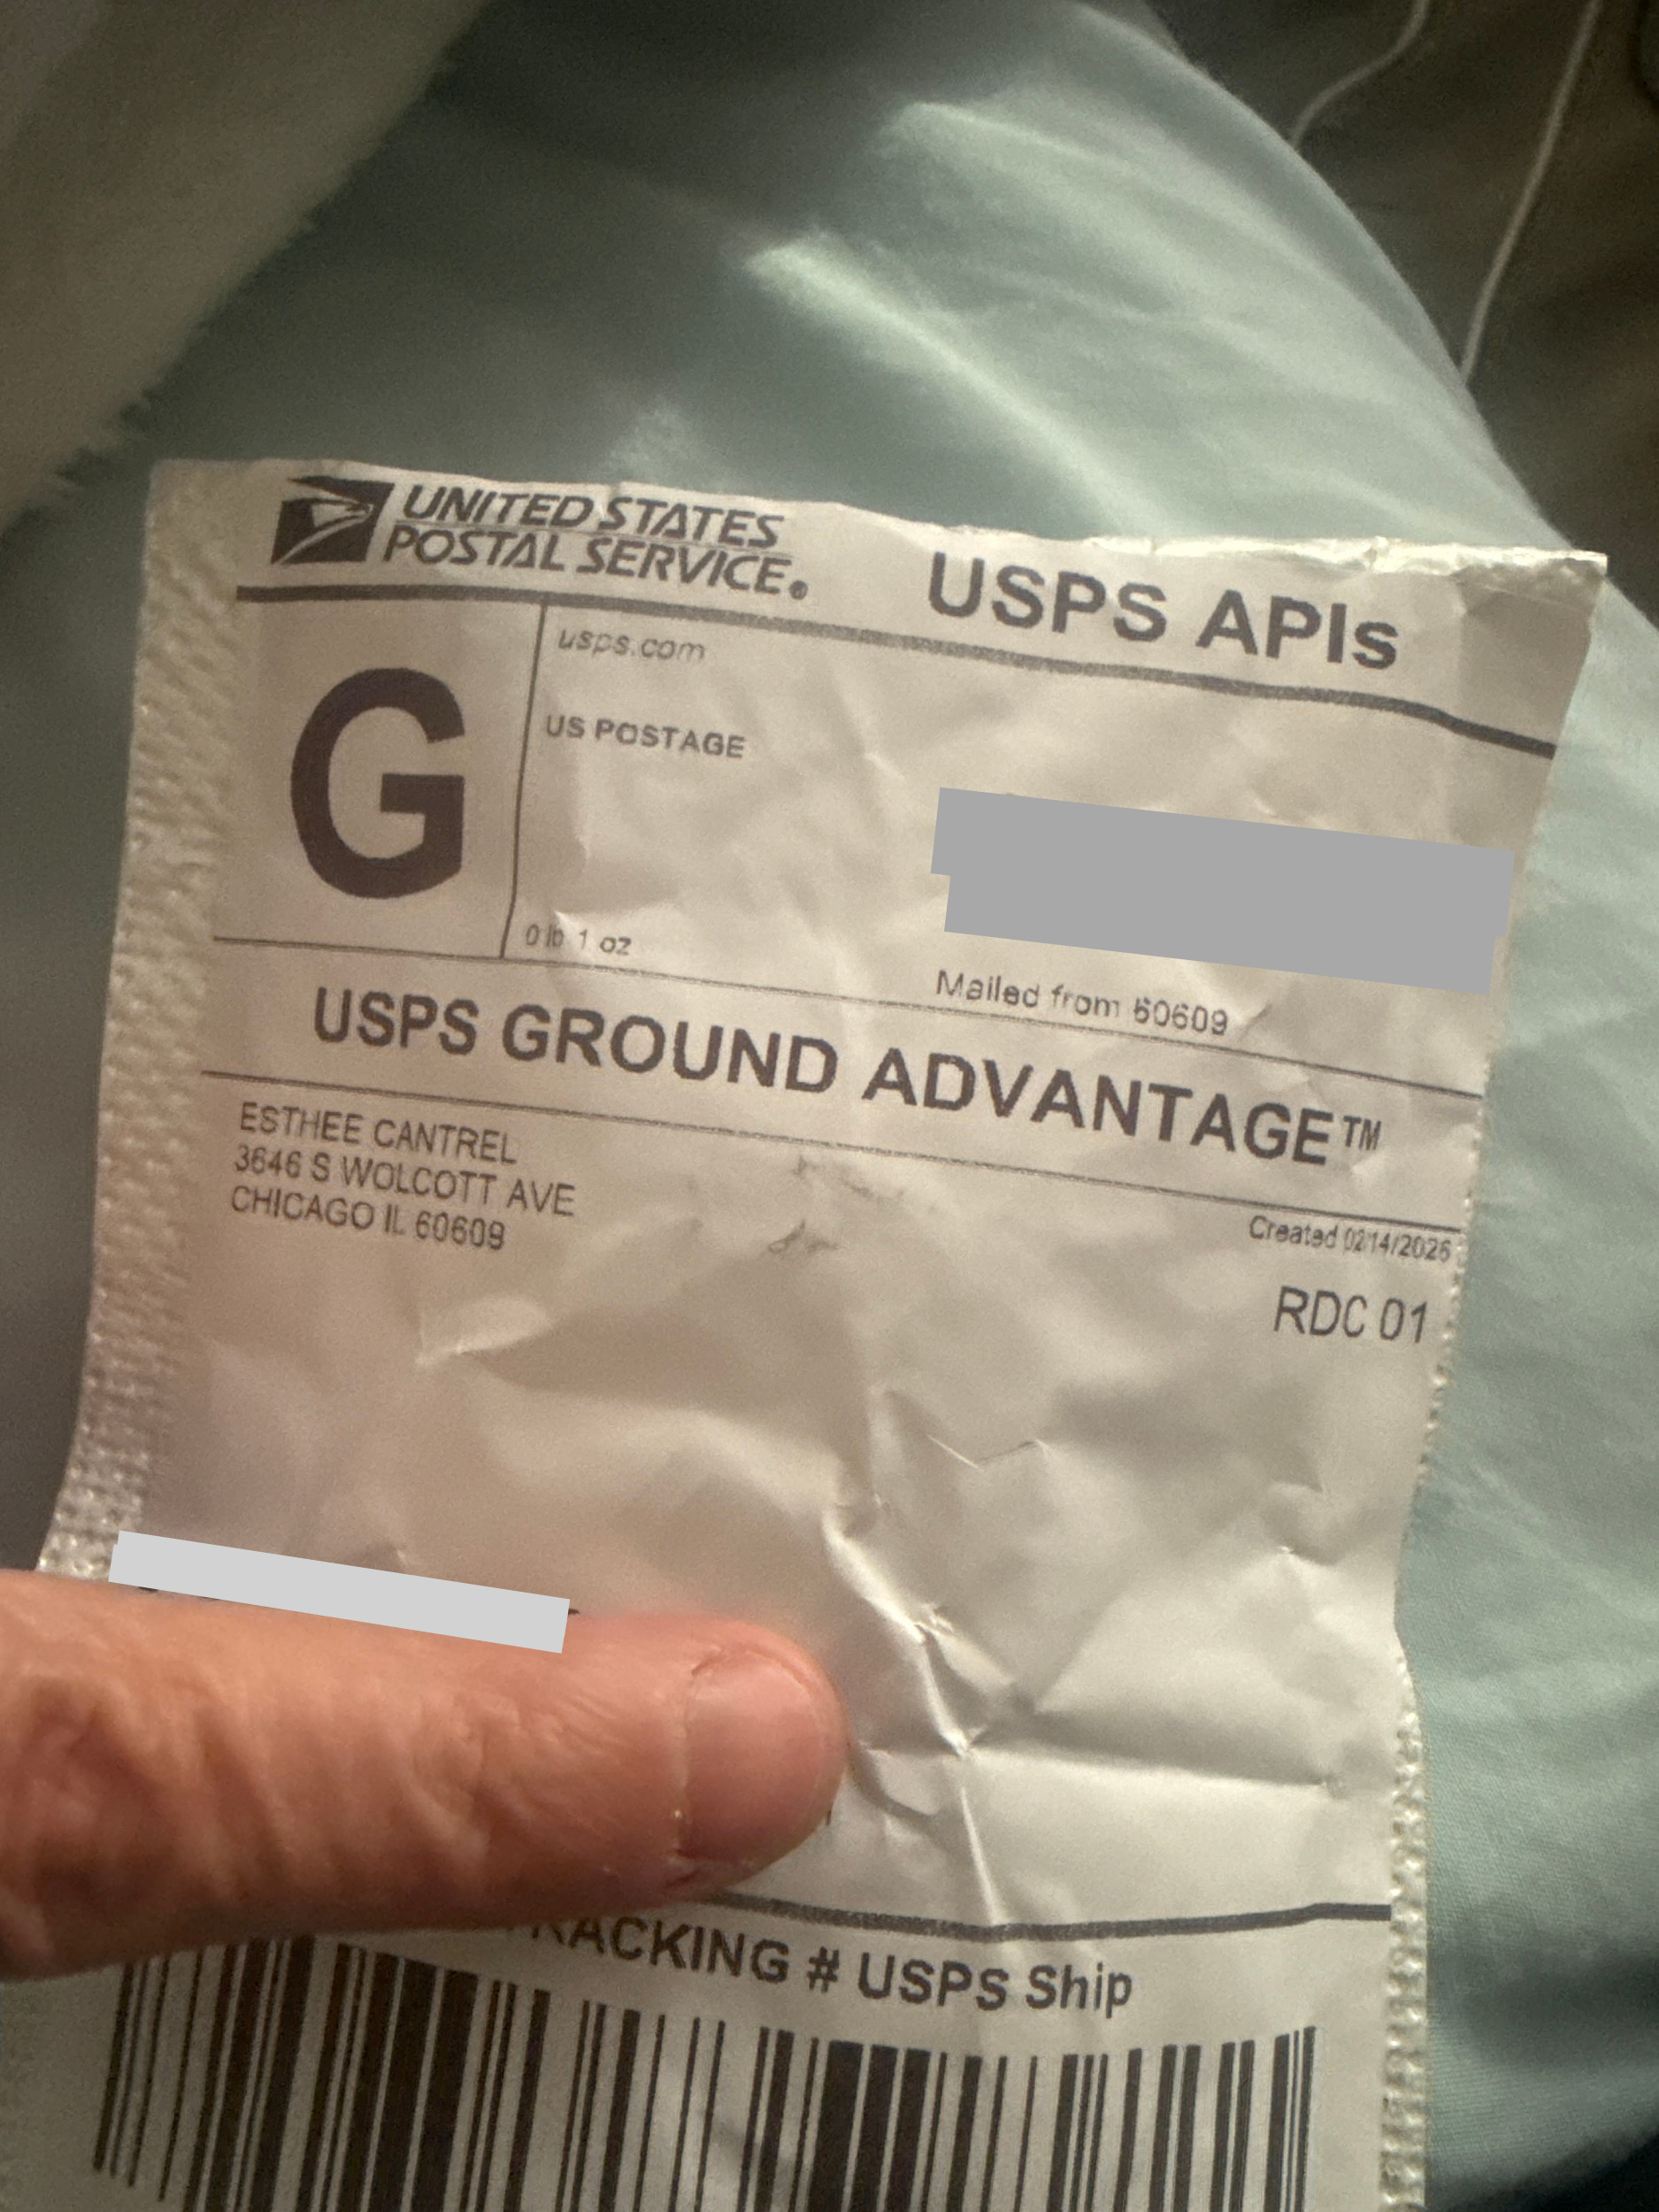 UNITED STATES
POSTAL SERVICE®
USPS APIs
G
usps.com
US POSTAGE
0 lb 1 oz
Mailed from 60609
USPS GROUND ADVANTAGE™
ESTHEE CANTREL
3646 S WOLCOTT AVE
CHICAGO IL 60609
Created 02/14/2026
RDC 01
# USPS Ship